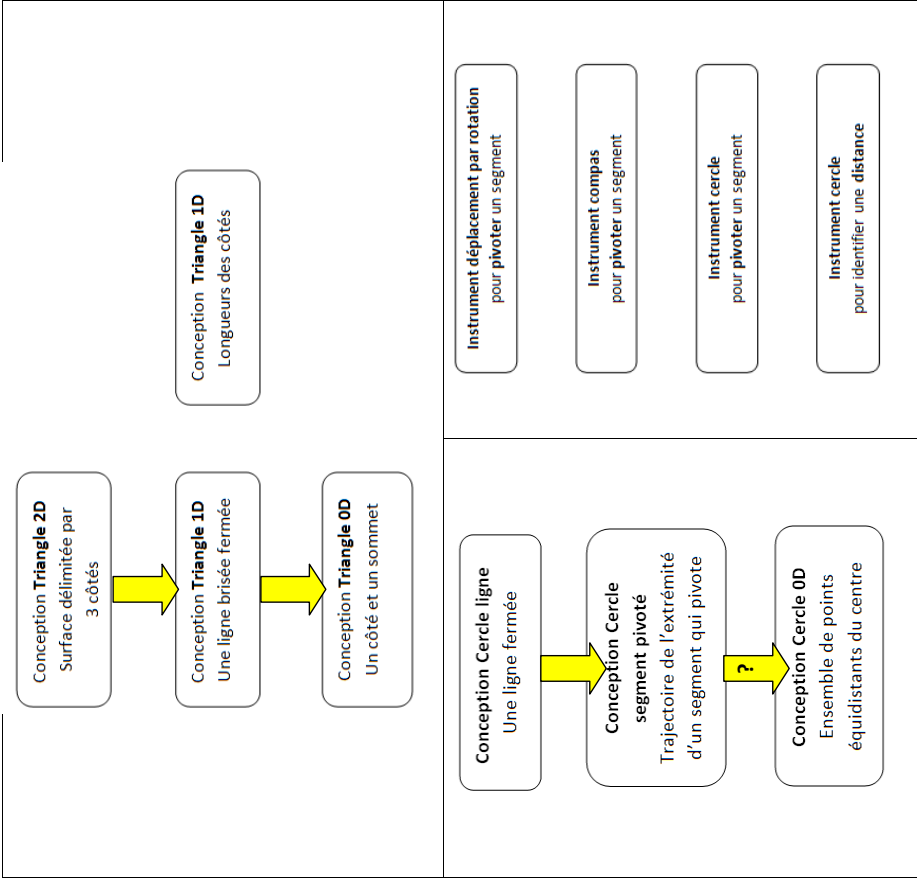 Conception Triangle 2D
Surface délimitée par
3 côtés
Conception Triangle 1D
Une ligne brisée fermée
Conception Triangle 0D
Un côté et un sommet
Conception Triangle 1D
Longueurs des côtés
Conception Cercle ligne
Une ligne fermée
Conception Cercle
segment pivoté
Trajectoire de l'extrémité
d'un segment qui pivote
?
Conception Cercle 0D
Ensemble de points
équidistants du centre
Instrument déplacement par rotation
pour pivoter un segment
Instrument compas
pour pivoter un segment
Instrument cercle
pour pivoter un segment
Instrument cercle
pour identifier une distance